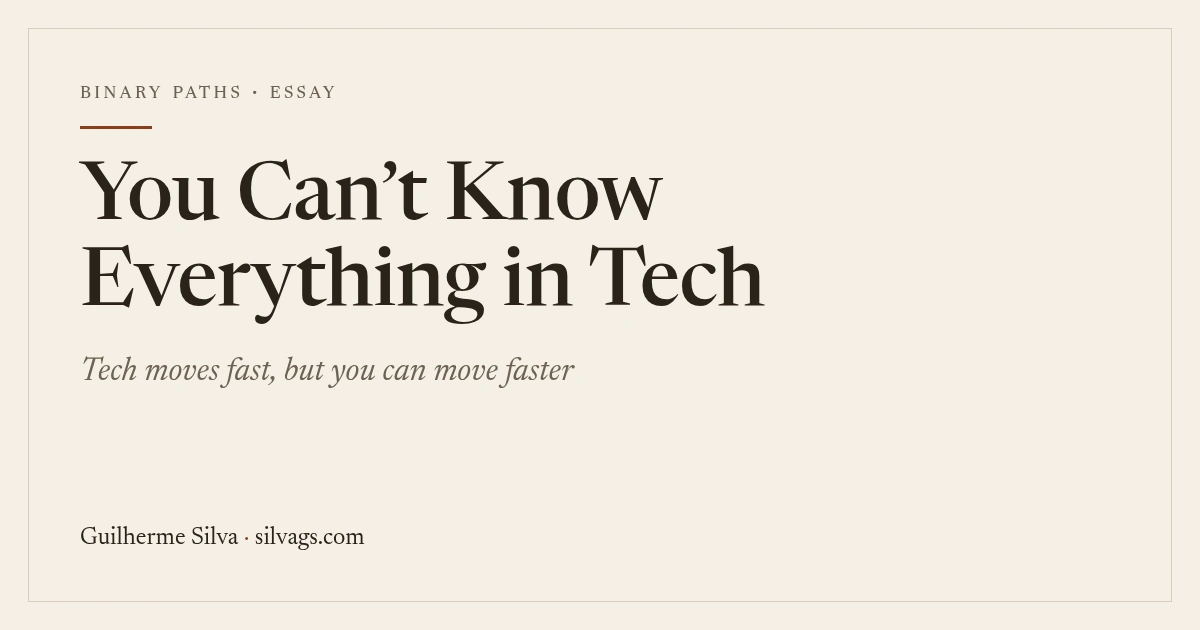 BINARY PATHS · ESSAY
You Can’t Know
Everything in Tech
Tech moves fast, but you can move faster
Guilherme Silva · silvags.com